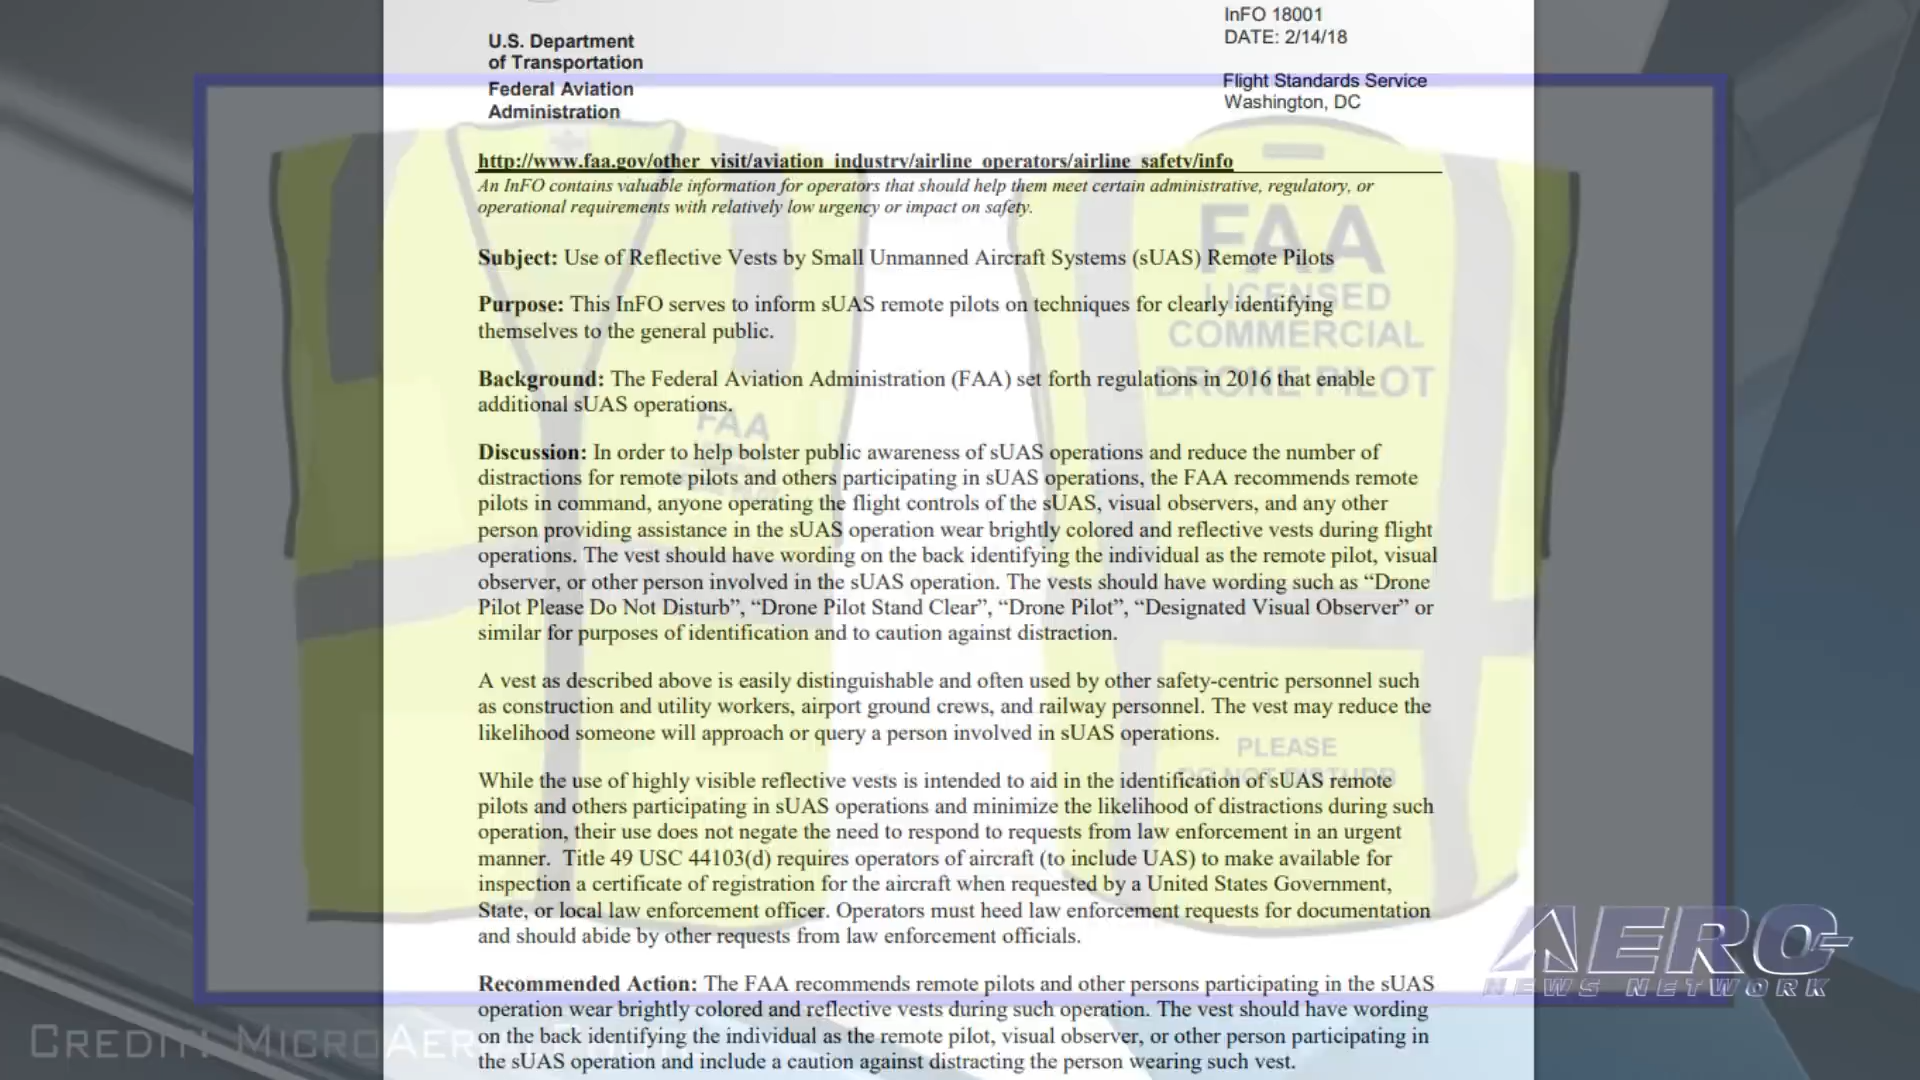 InFO 18001
DATE: 2/14/18
U.S. Department
of Transportation
Federal Aviation
Administration
Flight Standards Service
Washington, DC
http://www.faa.gov/other_visit/aviation_industry/airline_operators/airline_safety/info
An InFO contains valuable information for operators that should help them meet certain administrative, regulatory, or
operational requirements with relatively low urgency or impact on safety.
Subject: Use of Reflective Vests by Small Unmanned Aircraft Systems (sUAS) Remote Pilots
Purpose: This InFO serves to inform sUAS remote pilots on techniques for clearly identifying
themselves to the general public.
Background: The Federal Aviation Administration (FAA) set forth regulations in 2016 that enable
additional sUAS operations.
Discussion: In order to help bolster public awareness of sUAS operations and reduce the number of
distractions for remote pilots and others participating in sUAS operations, the FAA recommends remote
pilots in command, anyone operating the flight controls of the sUAS, visual observers, and any other
person providing assistance in the sUAS operation wear brightly colored and reflective vests during flight
operations. The vest should have wording on the back identifying the individual as the remote pilot, visual
observer, or other person involved in the sUAS operation. The vests should have wording such as “Drone
Pilot Please Do Not Disturb”, “Drone Pilot Stand Clear”, “Drone Pilot”, “Designated Visual Observer” or
similar for purposes of identification and to caution against distraction.
A vest as described above is easily distinguishable and often used by other safety-centric personnel such
as construction and utility workers, airport ground crews, and railway personnel. The vest may reduce the
likelihood someone will approach or query a person involved in sUAS operations.
While the use of highly visible reflective vests is intended to aid in the identification of sUAS remote
pilots and others participating in sUAS operations and minimize the likelihood of distractions during such
operation, their use does not negate the need to respond to requests from law enforcement in an urgent
manner.  Title 49 USC 44103(d) requires operators of aircraft (to include UAS) to make available for
inspection a certificate of registration for the aircraft when requested by a United States Government,
State, or local law enforcement officer. Operators must heed law enforcement requests for documentation
and should abide by other requests from law enforcement officials.
Recommended Action: The FAA recommends remote pilots and other persons participating in the sUAS
operation wear brightly colored and reflective vests during such operation. The vest should have wording
on the back identifying the individual as the remote pilot, visual observer, or other person participating in
the sUAS operation and include a caution against distracting the person wearing such vest.
FAA
FAA
LICENSED
COMMERCIAL
DRONE PILOT
PLEASE
DO NOT DISTURB
AERO-
NEWS NETWORK
CREDIT: